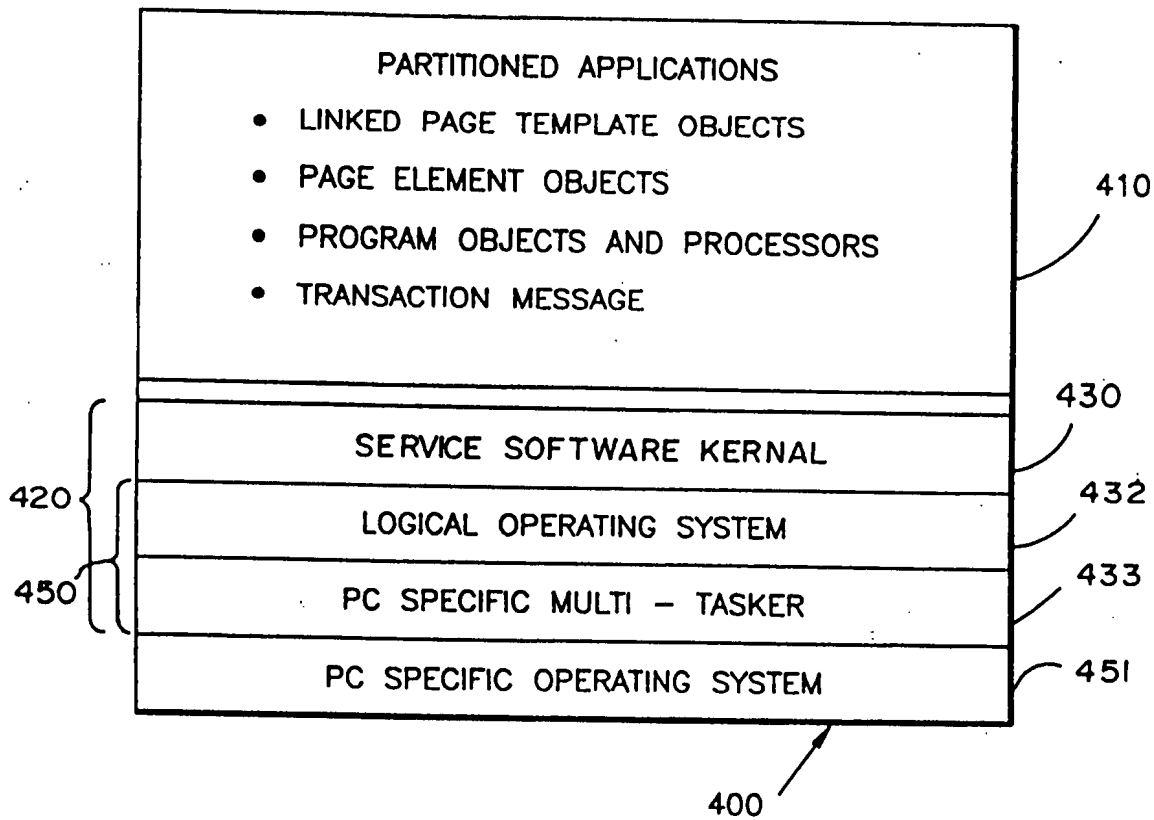 PARTITIONED APPLICATIONS
• LINKED PAGE TEMPLATE OBJECTS
• PAGE ELEMENT OBJECTS
• PROGRAM OBJECTS AND PROCESSORS
• TRANSACTION MESSAGE
410
SERVICE SOFTWARE KERNAL
430
420
LOGICAL OPERATING SYSTEM
432
450
PC SPECIFIC MULTI – TASKER
433
PC SPECIFIC OPERATING SYSTEM
451
400